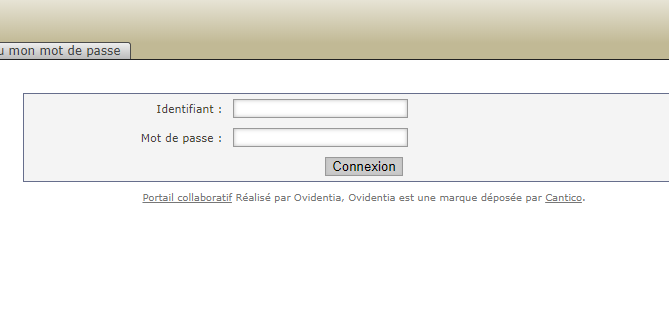 mon mot de passe
Identifiant :
Mot de passe :
Connexion
Portail collaboratif Réalisé par Ovidentia, Ovidentia est une marque déposée par Cantico.